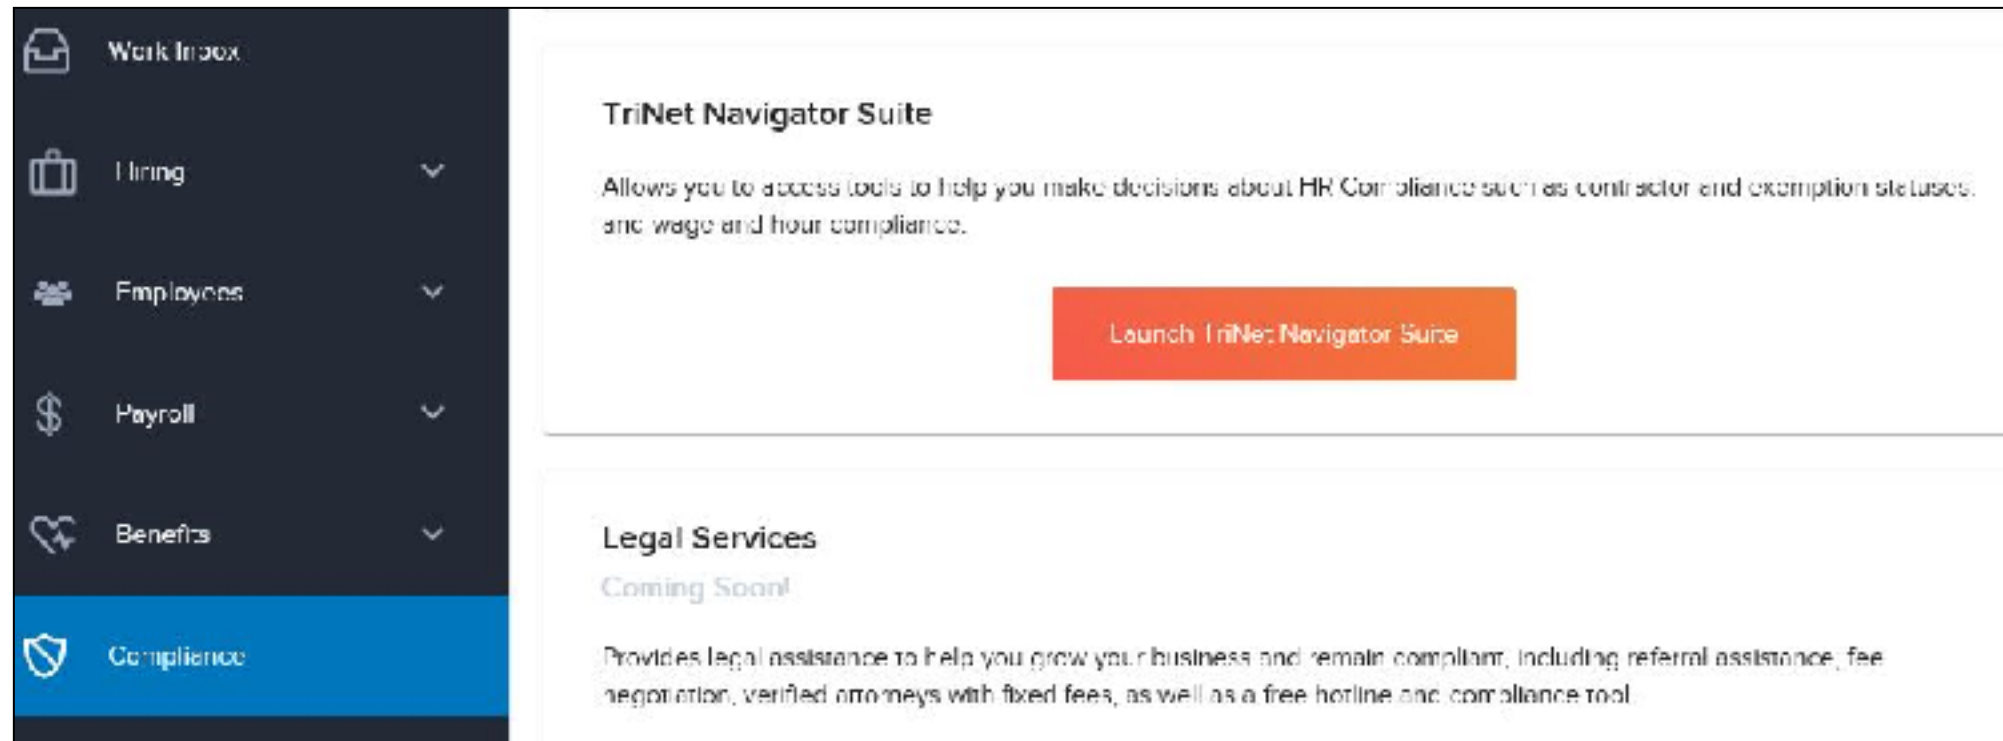 Work Inbox
Hiring
Employees
Payroll
Benefits
Compliance
TriNet Navigator Suite
Allows you to access tools to help you make decisions about HR Compliance such as contractor and exemption statuses,
and wage and hour compliance.
Launch TriNet Navigator Suite
Legal Services
Coming Soon!
Provides legal assistance to help you grow your business and remain compliant, including referral assistance, fee
negotiation, verified attorneys with fixed fees, as well as a free hotline and compliance tool